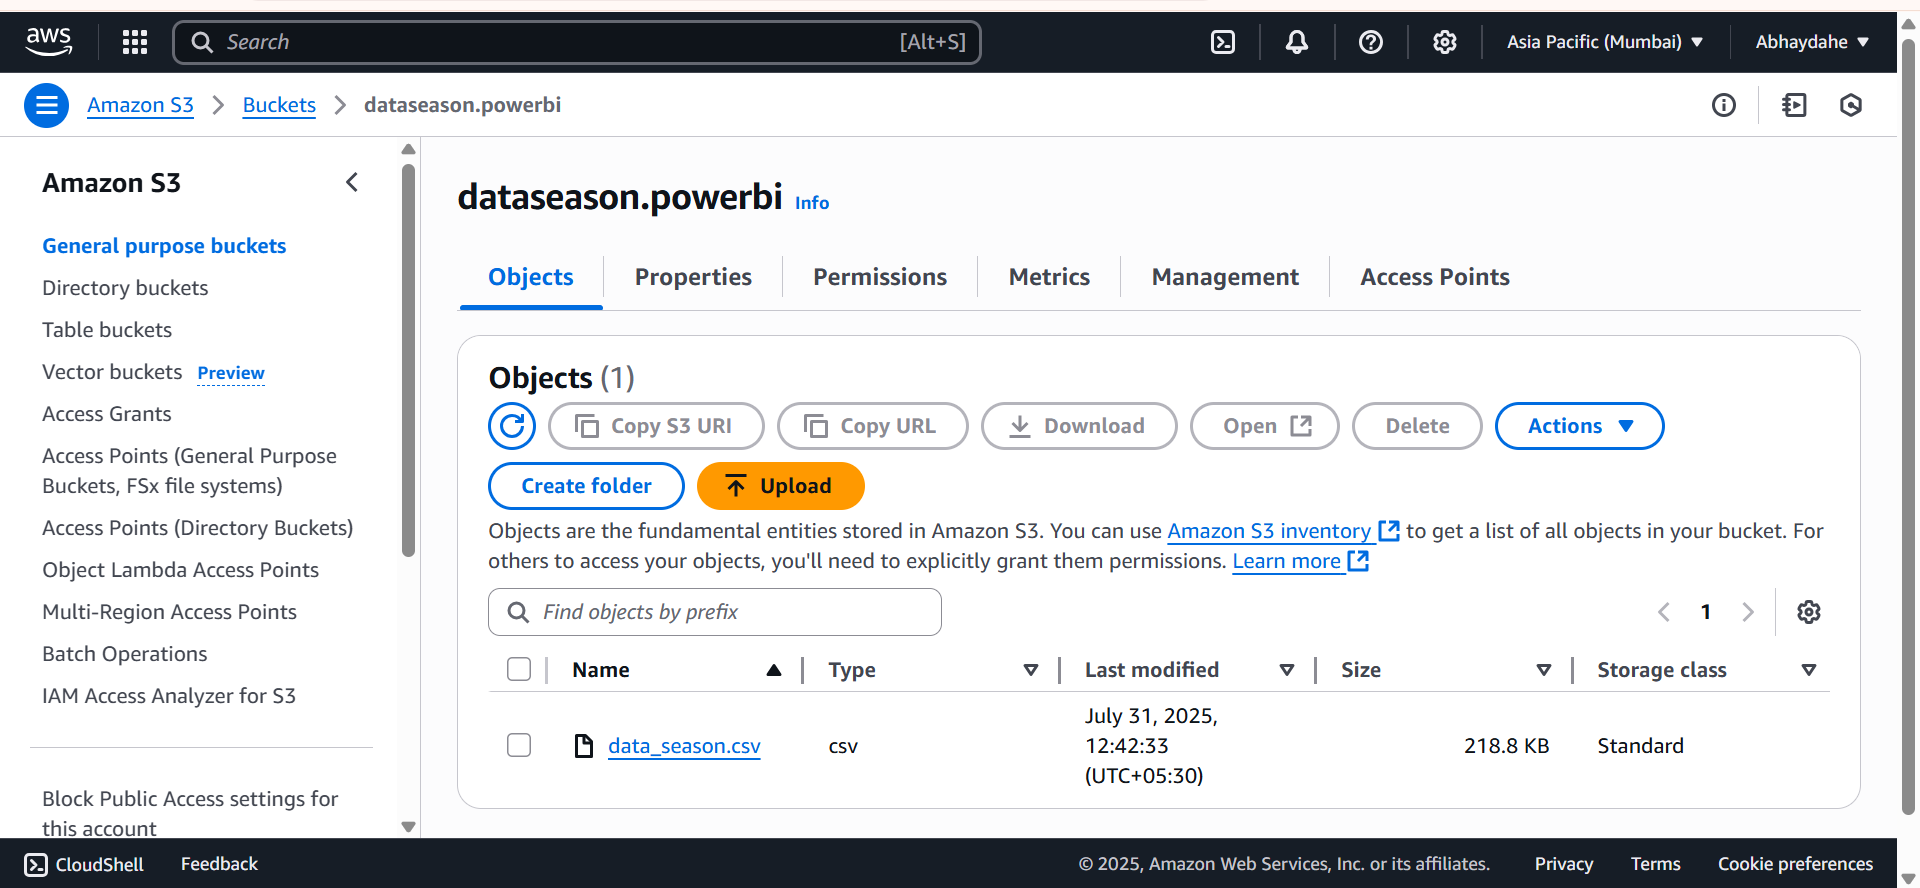 aws
Search [Alt+S]
Asia Pacific (Mumbai)
Abhaydahe
Amazon S3
Buckets
dataseason.powerbi
Amazon S3
General purpose buckets
Directory buckets
Table buckets
Vector buckets Preview
Access Grants
Access Points (General Purpose
Buckets, FSx file systems)
Access Points (Directory Buckets)
Object Lambda Access Points
Multi-Region Access Points
Batch Operations
IAM Access Analyzer for S3
Block Public Access settings for
this account
dataseason.powerbi Info
Objects
Properties
Permissions
Metrics
Management
Access Points
Objects (1)
Copy S3 URI
Copy URL
Download
Open
Delete
Actions
Create folder
Upload
Objects are the fundamental entities stored in Amazon S3. You can use Amazon S3 inventory to get a list of all objects in your bucket. For
others to access your objects, you'll need to explicitly grant them permissions. Learn more
Find objects by prefix
1
Name
Type
Last modified
Size
Storage class
data_season.csv
csv
July 31, 2025,
12:42:33
(UTC+05:30)
218.8 KB
Standard
CloudShell
Feedback
© 2025, Amazon Web Services, Inc. or its affiliates.
Privacy
Terms
Cookie preferences